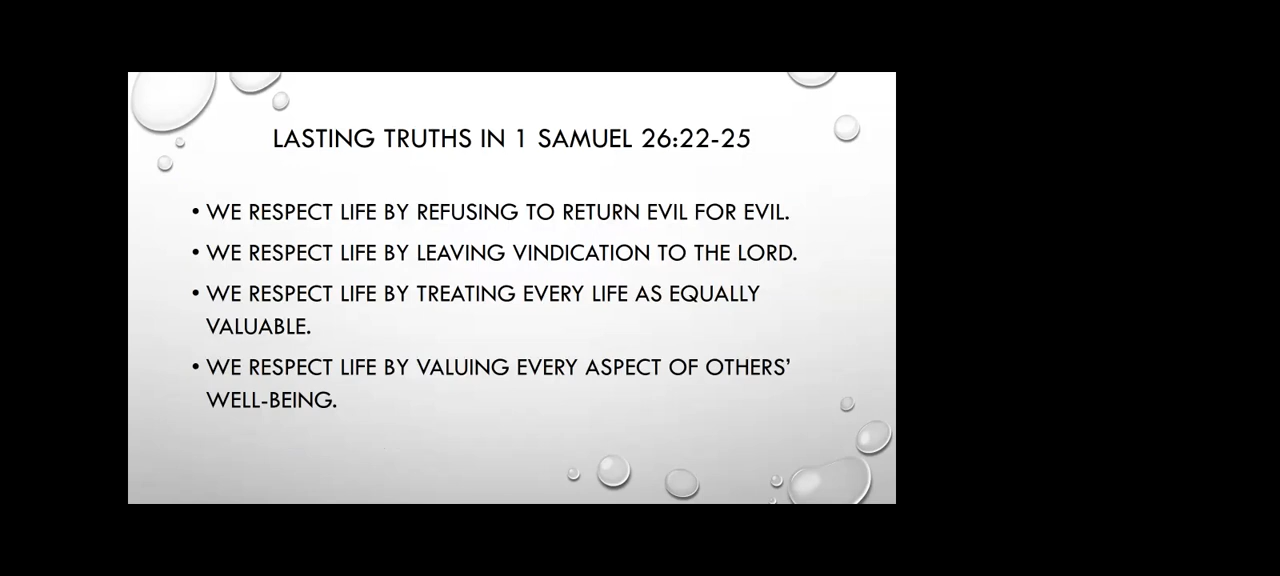 LASTING TRUTHS IN 1 SAMUEL 26:22-25
• WE RESPECT LIFE BY REFUSING TO RETURN EVIL FOR EVIL.
• WE RESPECT LIFE BY LEAVING VINDICATION TO THE LORD.
• WE RESPECT LIFE BY TREATING EVERY LIFE AS EQUALLY
VALUABLE.
• WE RESPECT LIFE BY VALUING EVERY ASPECT OF OTHERS’
WELL-BEING.